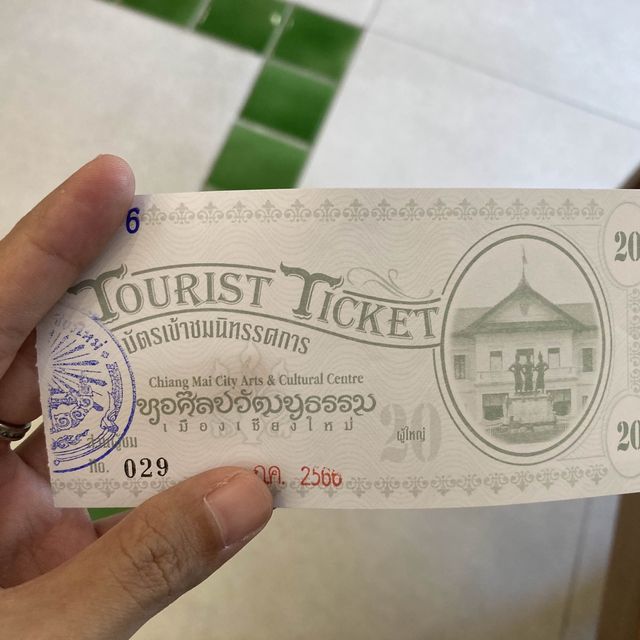 6
20
TOURIST TICKET
บัตรเข้าชมนิทรรศการ
Chiang Mai City Arts & Cultural Centre
หอศิลปวัฒนธรรม
เมืองเชียงใหม่
20
ผู้ใหญ่
20
No. 029
ก.ค. 2566